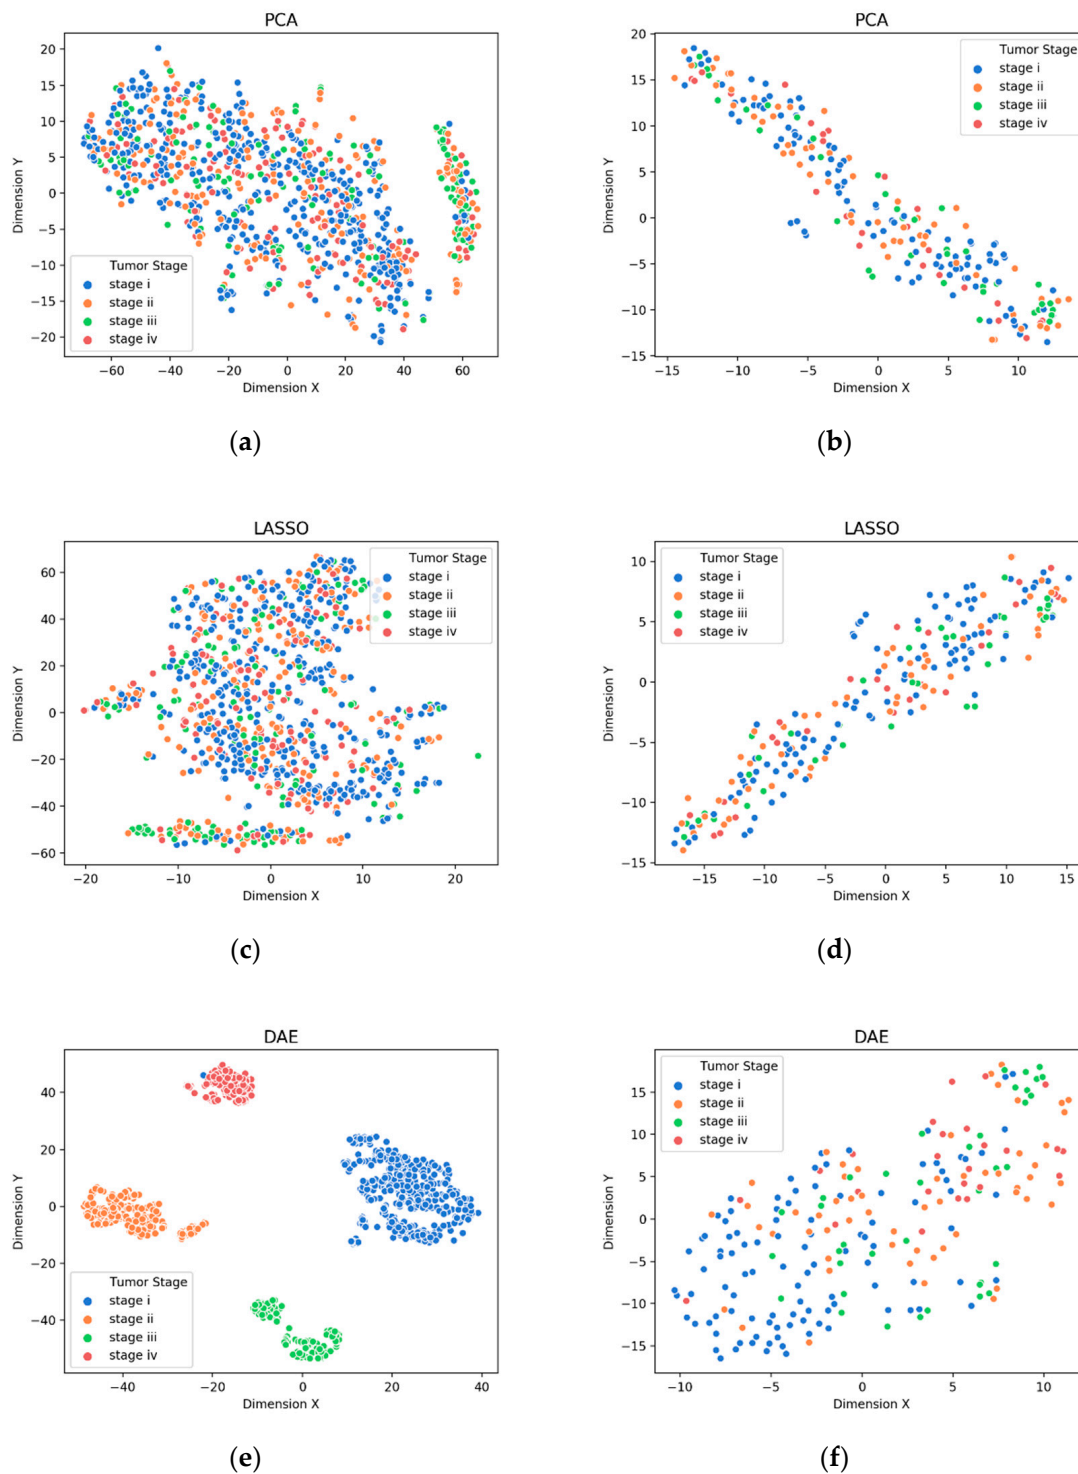 PCA
20
15
10
5
0
−5
−10
−15
−20
Dimension Y
Tumor Stage
stage i
stage ii
stage iii
stage iv
−60
−40
−20
0
20
40
60
Dimension X
(a)
PCA
20
15
10
5
0
−5
−10
−15
Dimension Y
Tumor Stage
stage i
stage ii
stage iii
stage iv
−15
−10
−5
0
5
10
Dimension X
(b)
LASSO
60
40
20
0
−20
−40
−60
Dimension Y
Tumor Stage
stage i
stage ii
stage iii
stage iv
−20
−10
0
10
20
Dimension X
(c)
LASSO
10
5
0
−5
−10
−15
Dimension Y
Tumor Stage
stage i
stage ii
stage iii
stage iv
−15
−10
−5
0
5
10
15
Dimension X
(d)
DAE
40
20
0
−20
−40
Dimension Y
Tumor Stage
stage i
stage ii
stage iii
stage iv
−40
−20
0
20
40
Dimension X
(e)
DAE
15
10
5
0
−5
−10
−15
Dimension Y
Tumor Stage
stage i
stage ii
stage iii
stage iv
−10
−5
0
5
10
Dimension X
(f)